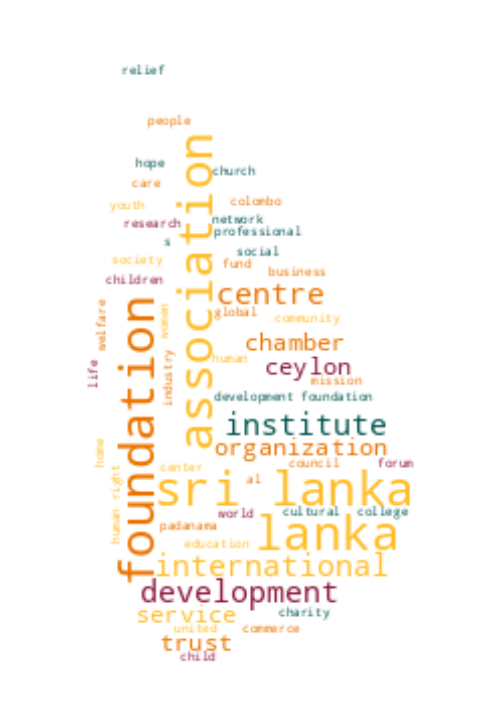 relief
people
hope
church
care
association
youth
colombo
research
network
professional
s
social
society
fund
business
children
centre
foundation
welfare
women
global
community
chamber
human
ceylon
life
industry
mission
development foundation
institute
organization
home
center
council
forum
human right
al
sri lanka
world
cultural
college
padanama
lanka
education
international
development
service
charity
united
commerce
trust
child